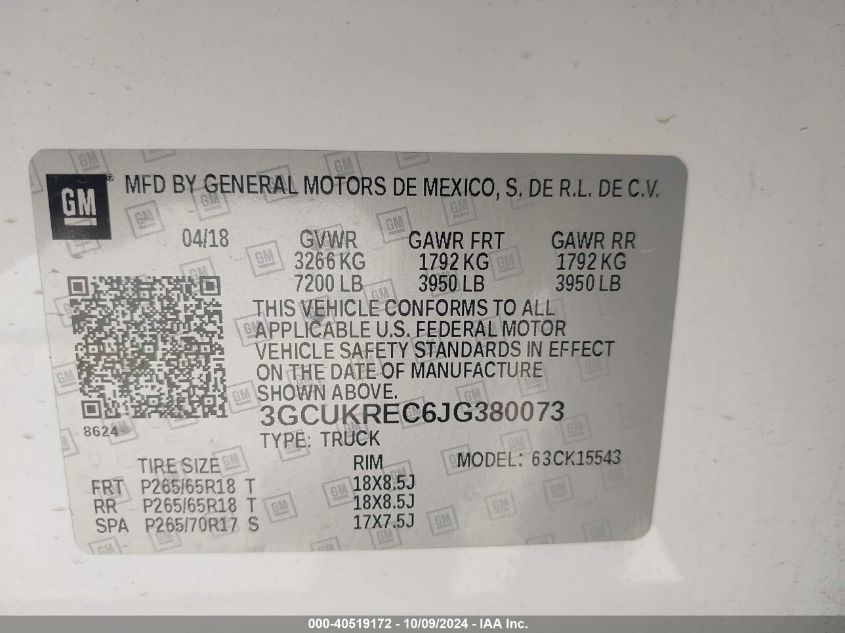 GM ® MFD BY GENERAL MOTORS DE MEXICO, S. DE R.L. DE C.V.
04/18 GVWR GAWR FRT GAWR RR
3266 KG 1792 KG 1792 KG
7200 LB 3950 LB 3950 LB
THIS VEHICLE CONFORMS TO ALL
APPLICABLE U.S. FEDERAL MOTOR
VEHICLE SAFETY STANDARDS IN EFFECT
ON THE DATE OF MANUFACTURE
SHOWN ABOVE.
3GCUKREC6JG380073
8624
TYPE: TRUCK
TIRE SIZE RIM MODEL: 63CK15543
FRT P265/65R18 T 18X8.5J
RR P265/65R18 T 18X8.5J
SPA P265/70R17 S 17X7.5J
000-40519172 - 10/09/2024 - IAA Inc.